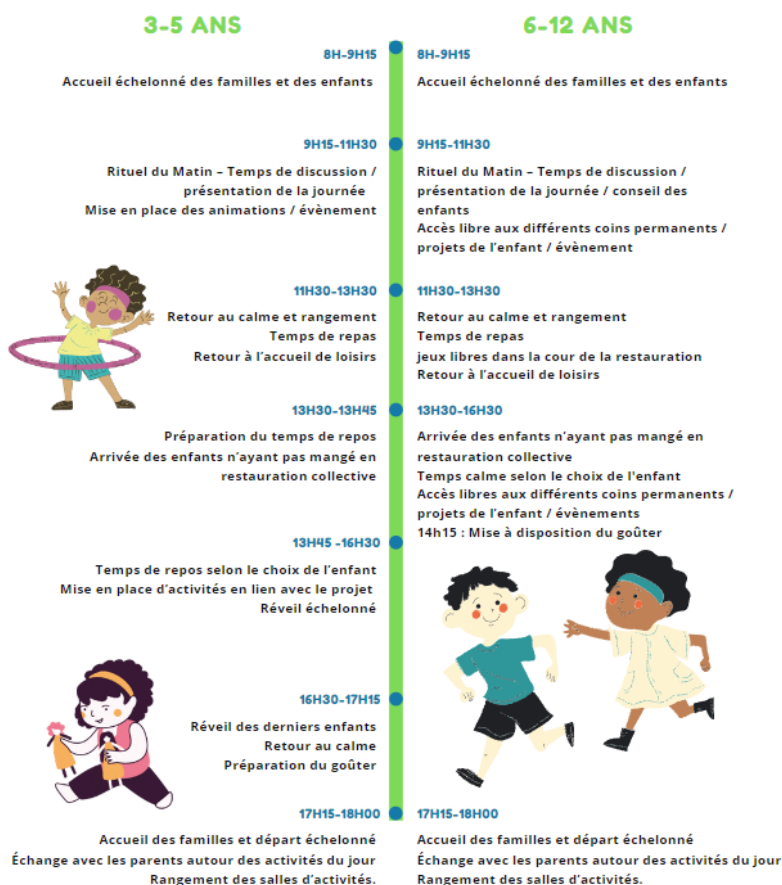 3-5 ANS
8H-9H15
Accueil échelonné des familles et des enfants
9H15-11H30
Rituel du Matin – Temps de discussion /
présentation de la journée
Mise en place des animations / évènement
11H30-13H30
Retour au calme et rangement
Temps de repas
Retour à l'accueil de loisirs
13H30-13H45
Préparation du temps de repos
Arrivée des enfants n'ayant pas mangé en
restauration collective
13H45 -16H30
Temps de repos selon le choix de l'enfant
Mise en place d'activités en lien avec le projet
Réveil échelonné
16H30-17H15
Réveil des derniers enfants
Retour au calme
Préparation du goûter
17H15-18H00
Accueil des familles et départ échelonné
Échange avec les parents autour des activités du jour
Rangement des salles d'activités.
6-12 ANS
8H-9H15
Accueil échelonné des familles et des enfants
9H15-11H30
Rituel du Matin – Temps de discussion /
présentation de la journée / conseil des
enfants
Accès libre aux différents coins permanents /
projets de l'enfant / évènement
11H30-13H30
Retour au calme et rangement
Temps de repas
jeux libres dans la cour de la restauration
Retour à l'accueil de loisirs
13H30-16H30
Arrivée des enfants n'ayant pas mangé en
restauration collective
Temps calme selon le choix de l'enfant
Accès libres aux différents coins permanents /
projets de l'enfant / évènements
14h15 : Mise à disposition du goûter
17H15-18H00
Accueil des familles et départ échelonné
Échange avec les parents autour des activités du jour
Rangement des salles d'activités.